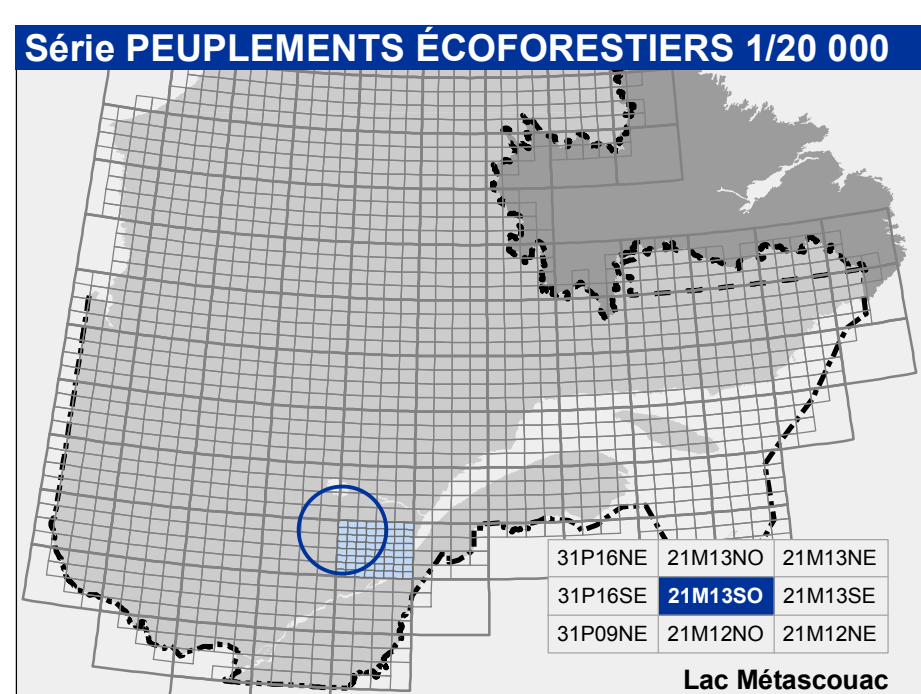 Série PEUPLEMENTS ÉCOFORESTIERS 1/20 000
31P16NE 21M13NO 21M13NE
31P16SE 21M13SO 21M13SE
31P09NE 21M12NO 21M12NE
Lac Métascouac